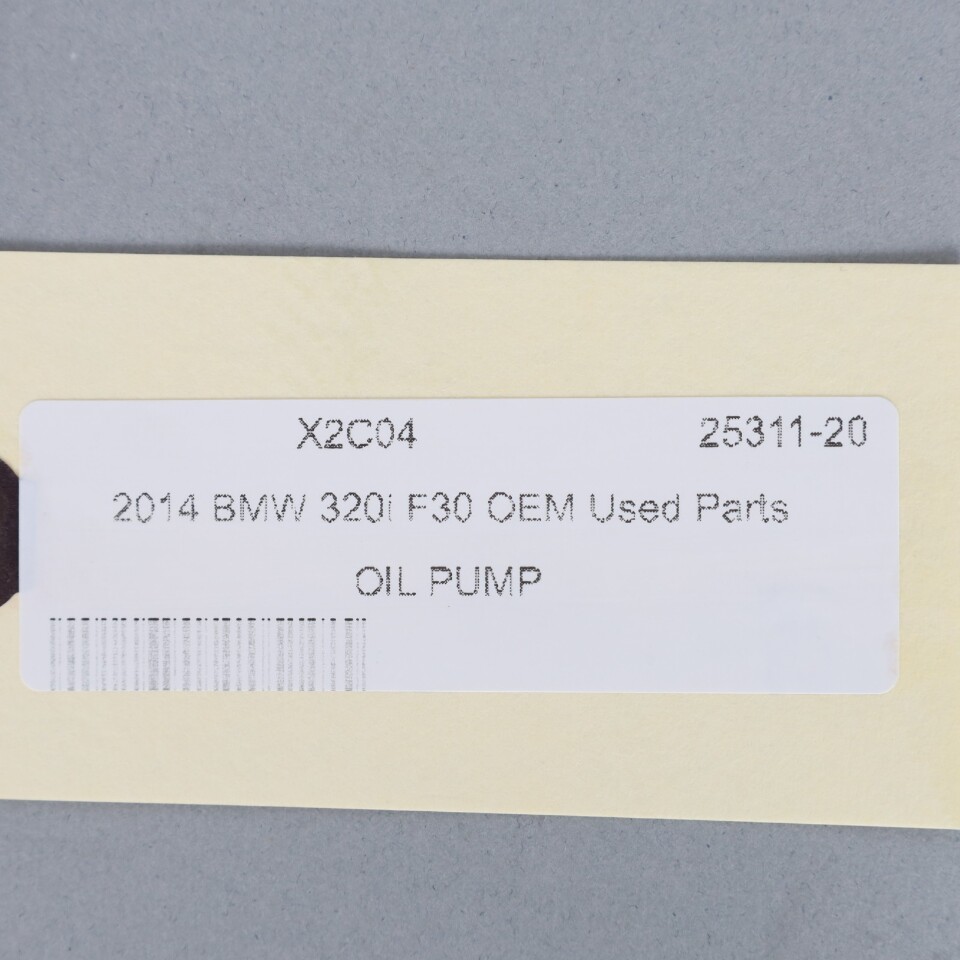 X2C04 25311-20
2014 BMW 320i F30 OEM Used Parts
OIL PUMP